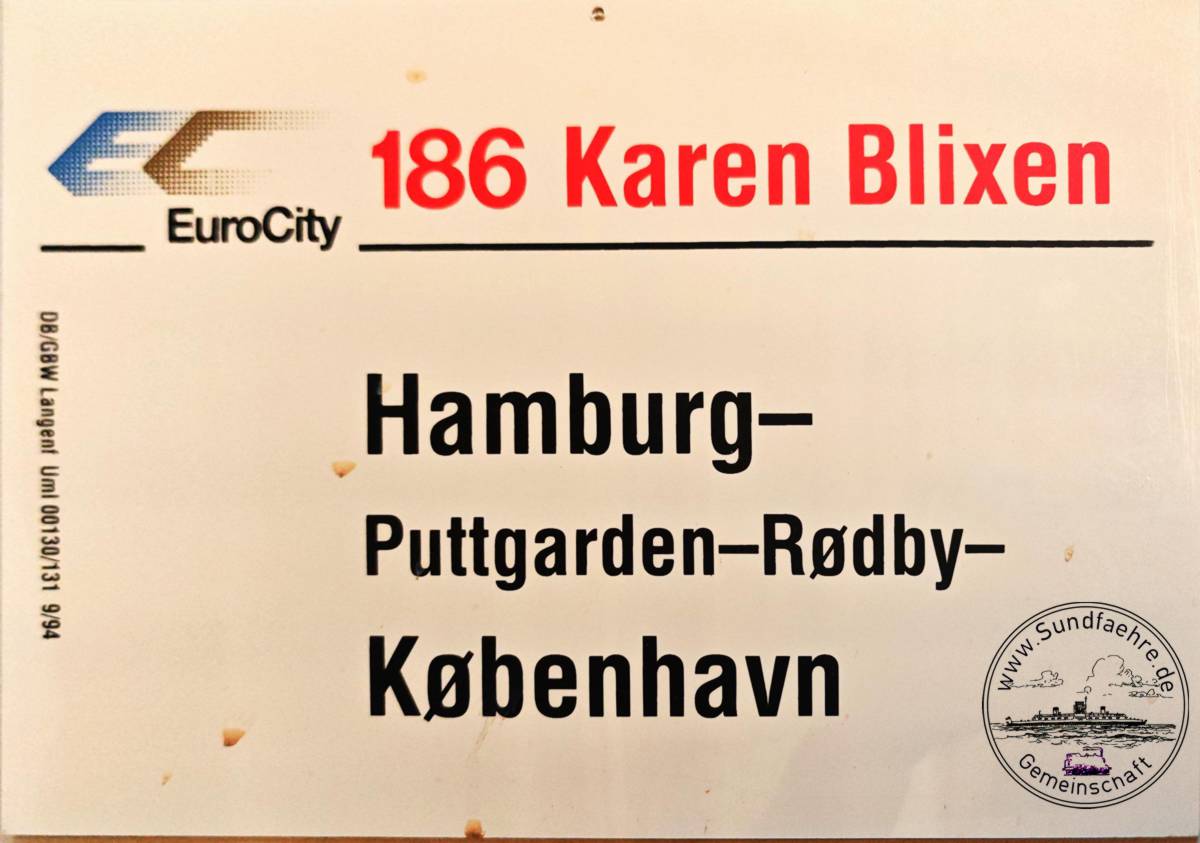 EC
EuroCity
186 Karen Blixen
Hamburg–
Puttgarden–Rødby–
København
DB/GBW Langenf Uml 00130/131 9/94
www.Sundfaehre.de
Gemeinschaft